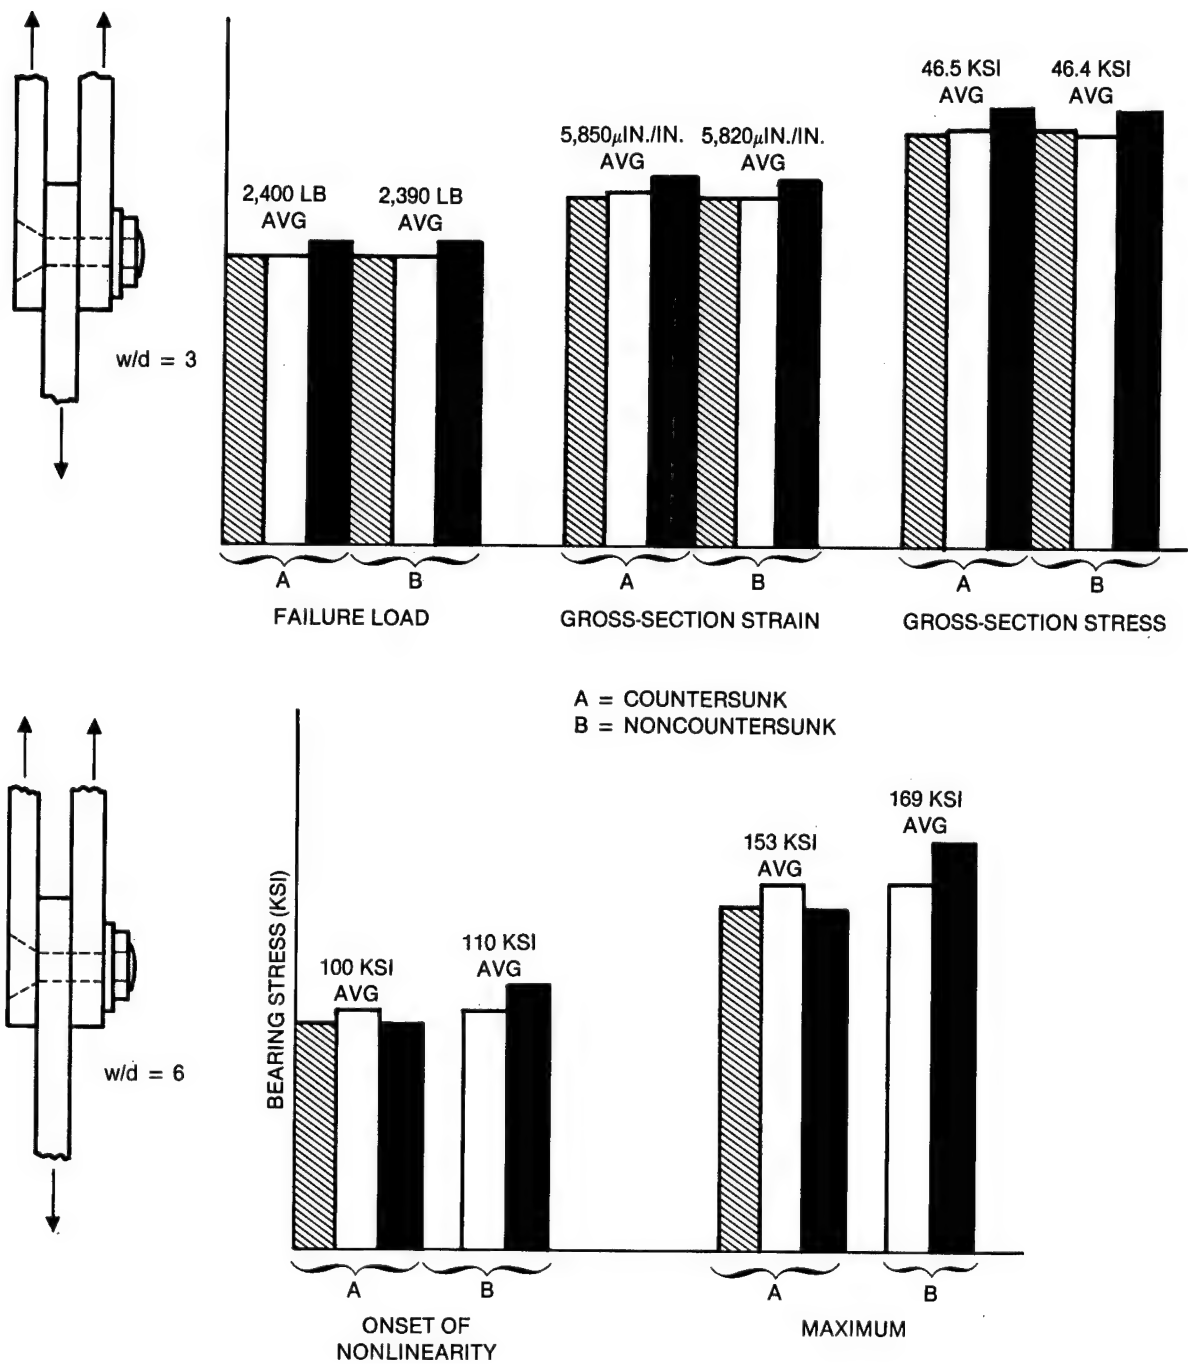 w/d = 3
2,400 LB
AVG
2,390 LB
AVG
5,850μIN./IN.
AVG
5,820μIN./IN.
AVG
46.5 KSI
AVG
46.4 KSI
AVG
A
B
A
B
A
B
FAILURE LOAD
GROSS-SECTION STRAIN
GROSS-SECTION STRESS
A = COUNTERSUNK
B = NONCOUNTERSUNK
w/d = 6
BEARING STRESS (KSI)
100 KSI
AVG
110 KSI
AVG
153 KSI
AVG
169 KSI
AVG
A
B
A
B
ONSET OF
NONLINEARITY
MAXIMUM